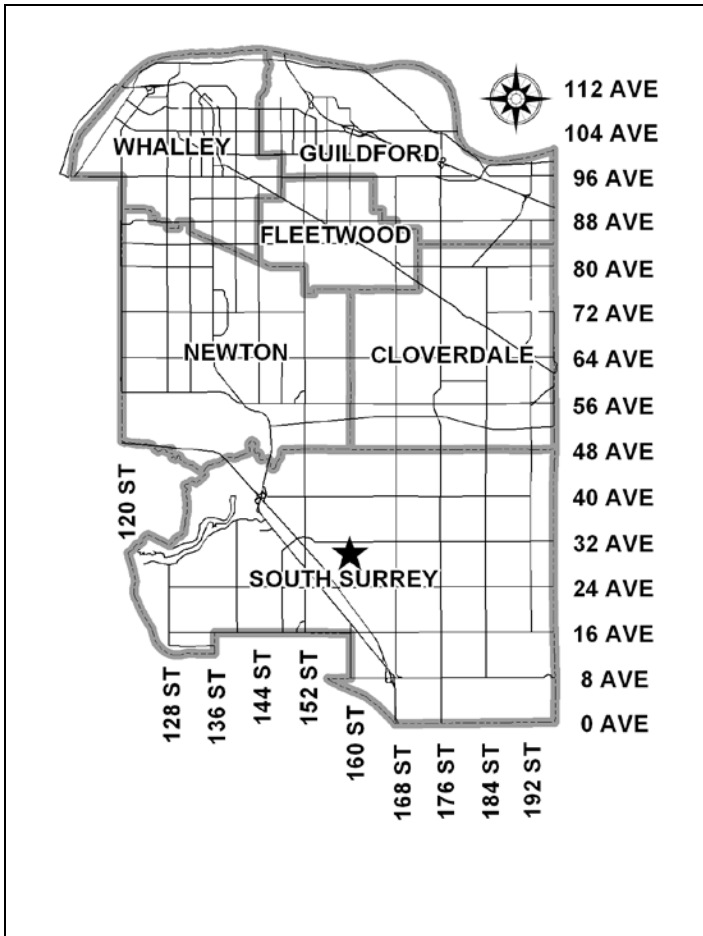 112 AVE
104 AVE
WHALLEY
GUILDFORD
96 AVE
88 AVE
FLEETWOOD
80 AVE
72 AVE
NEWTON
CLOVERDALE
64 AVE
56 AVE
48 AVE
120 ST
40 AVE
32 AVE
SOUTH SURREY
24 AVE
16 AVE
8 AVE
0 AVE
128 ST
136 ST
144 ST
152 ST
160 ST
168 ST
176 ST
184 ST
192 ST